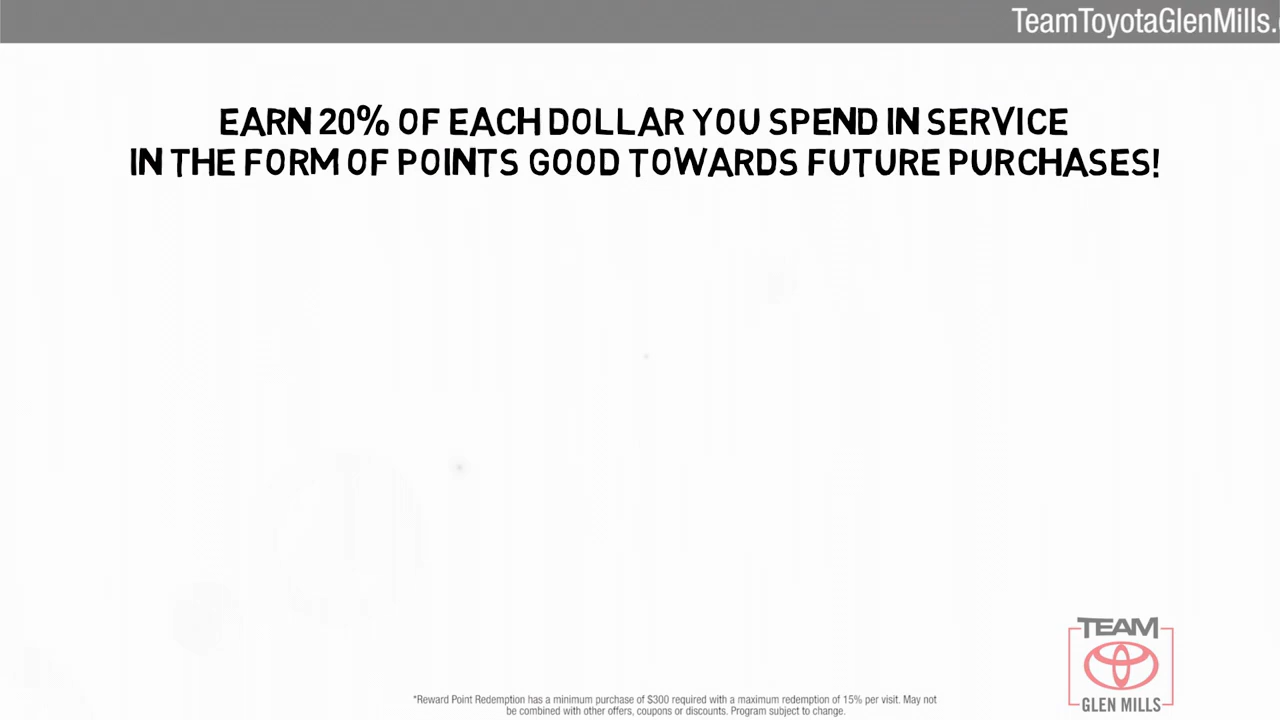 TeamToyotaGlenMills.
EARN 20% OF EACH DOLLAR YOU SPEND IN SERVICE
IN THE FORM OF POINTS GOOD TOWARDS FUTURE PURCHASES!
TEAM
GLEN MILLS
*Reward Point Redemption has a minimum purchase of $300 required with a maximum redemption of 15% per visit. May not
be combined with other offers, coupons or discounts. Program subject to change.